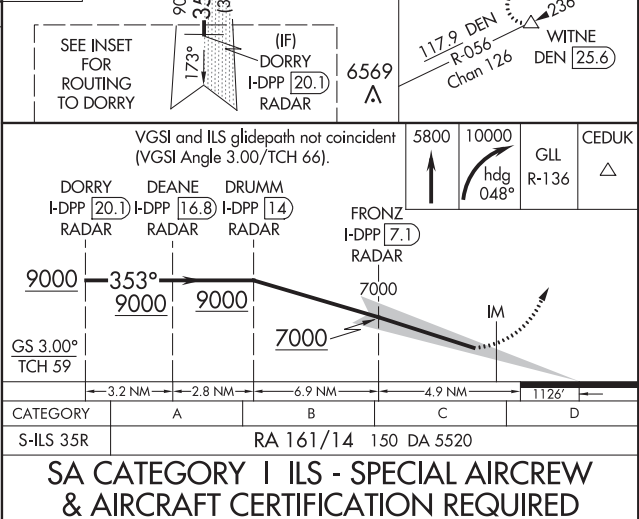 90
35
(3
SEE INSET
FOR
ROUTING
TO DORRY
173°
(IF)
DORRY
I-DPP 20.1
RADAR
6569
117.9 DEN
R-056
Chan 126
236
WITNE
DEN 25.6
VGSI and ILS glidepath not coincident
(VGSI Angle 3.00/TCH 66).
5800
10000
hdg
048°
GLL
R-136
CEDUK
DORRY
I-DPP 20.1
RADAR
DEANE
I-DPP 16.8
RADAR
DRUMM
I-DPP 14
RADAR
FRONZ
I-DPP 7.1
RADAR
9000
353°
9000
9000
7000
7000
IM
GS 3.00°
TCH 59
3.2 NM
2.8 NM
6.9 NM
4.9 NM
1126'
CATEGORY A B C D
S-ILS 35R RA 161/14 150 DA 5520
SA CATEGORY I ILS - SPECIAL AIRCREW
& AIRCRAFT CERTIFICATION REQUIRED